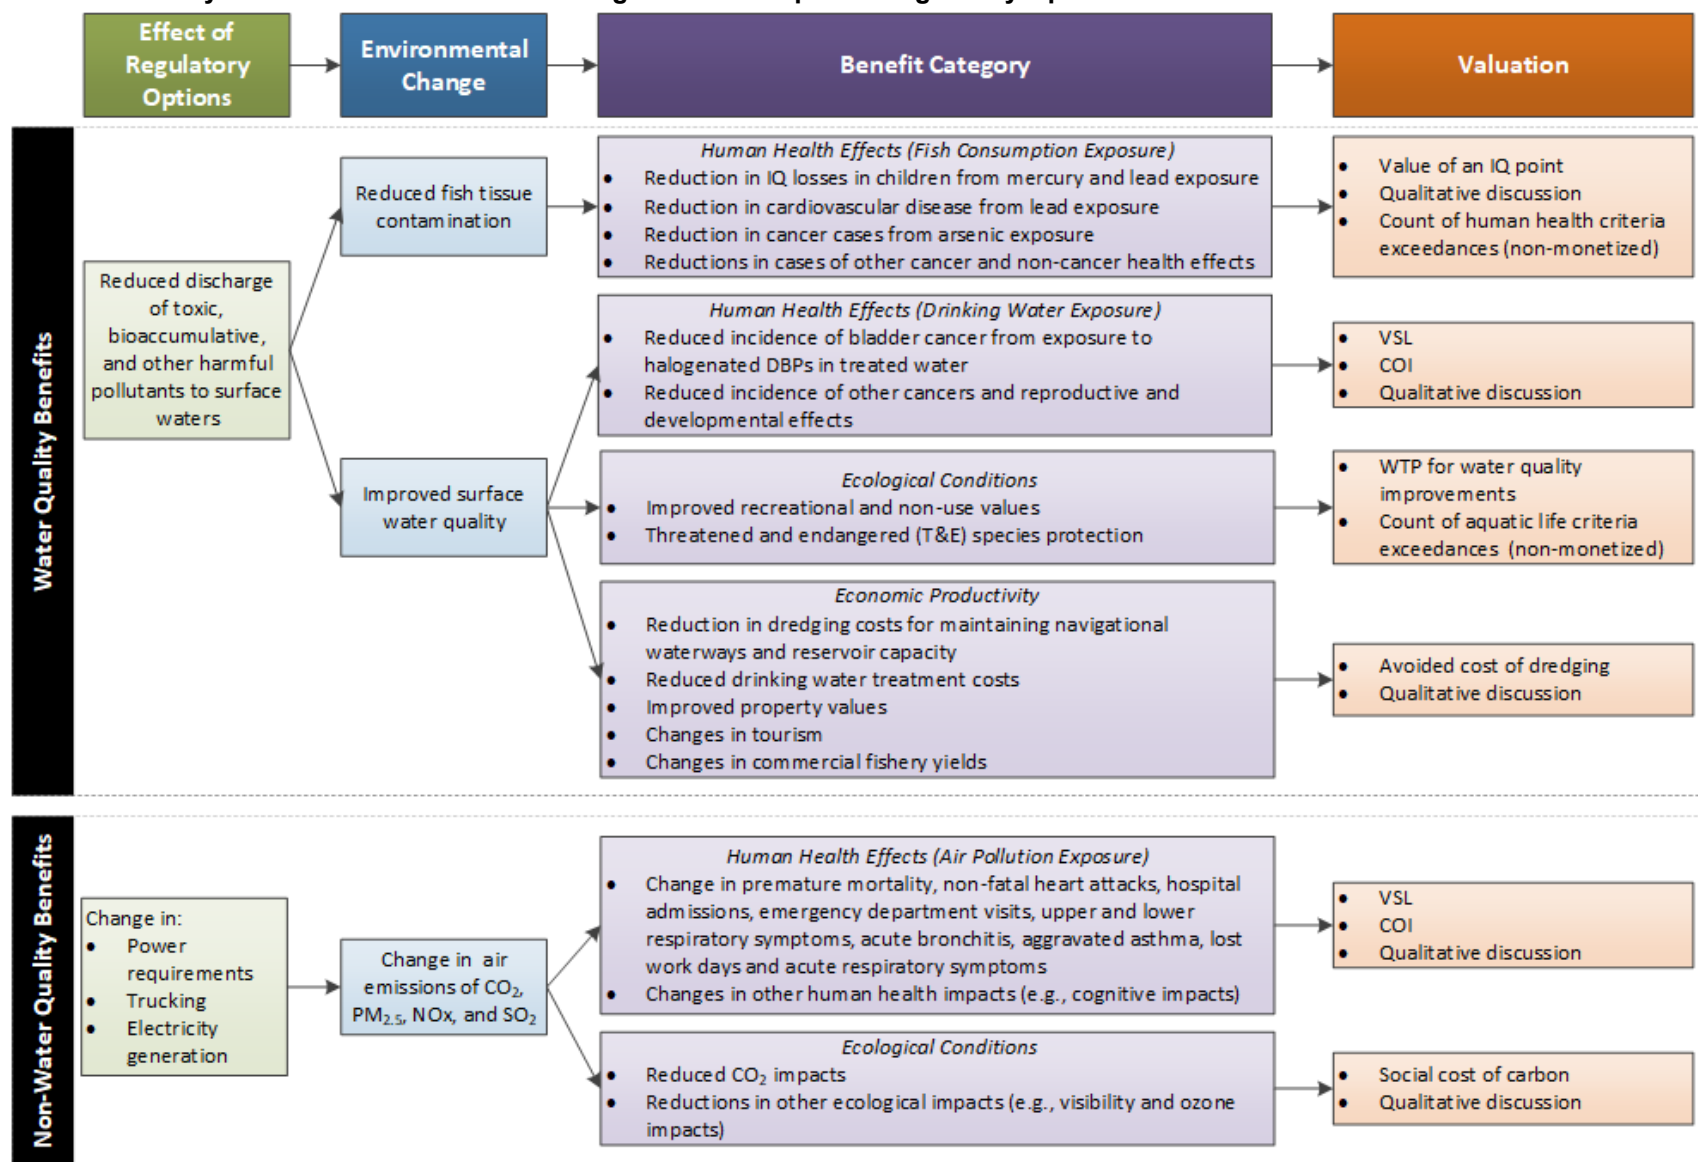 Effect of
Regulatory
Options
Environmental
Change
Benefit Category
Valuation
Water Quality Benefits
Reduced discharge
of toxic,
bioaccumulative,
and other harmful
pollutants to surface
waters
Reduced fish tissue
contamination
Human Health Effects (Fish Consumption Exposure)
• Reduction in IQ losses in children from mercury and lead exposure
• Reduction in cardiovascular disease from lead exposure
• Reduction in cancer cases from arsenic exposure
• Reductions in cases of other cancer and non-cancer health effects
• Value of an IQ point
• Qualitative discussion
• Count of human health criteria
exceedances (non-monetized)
Improved surface
water quality
Human Health Effects (Drinking Water Exposure)
• Reduced incidence of bladder cancer from exposure to
halogenated DBPs in treated water
• Reduced incidence of other cancers and reproductive and
developmental effects
• VSL
• COI
• Qualitative discussion
Ecological Conditions
• Improved recreational and non-use values
• Threatened and endangered (T&E) species protection
• WTP for water quality
improvements
• Count of aquatic life criteria
exceedances (non-monetized)
Economic Productivity
• Reduction in dredging costs for maintaining navigational
waterways and reservoir capacity
• Reduced drinking water treatment costs
• Improved property values
• Changes in tourism
• Changes in commercial fishery yields
• Avoided cost of dredging
• Qualitative discussion
Non-Water Quality Benefits
Change in:
• Power
requirements
• Trucking
• Electricity
generation
Change in air
emissions of CO₂,
PM₂.₅, NOx, and SO₂
Human Health Effects (Air Pollution Exposure)
• Change in premature mortality, non-fatal heart attacks, hospital
admissions, emergency department visits, upper and lower
respiratory symptoms, acute bronchitis, aggravated asthma, lost
work days and acute respiratory symptoms
• Changes in other human health impacts (e.g., cognitive impacts)
• VSL
• COI
• Qualitative discussion
Ecological Conditions
• Reduced CO₂ impacts
• Reductions in other ecological impacts (e.g., visibility and ozone
impacts)
• Social cost of carbon
• Qualitative discussion